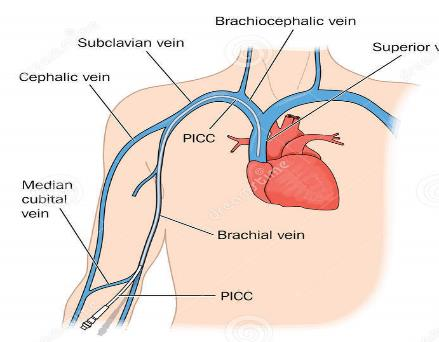 Brachiocephalic vein
Subclavian vein
Superior
Cephalic vein
PICC
Median
cubital
vein
Brachial vein
PICC